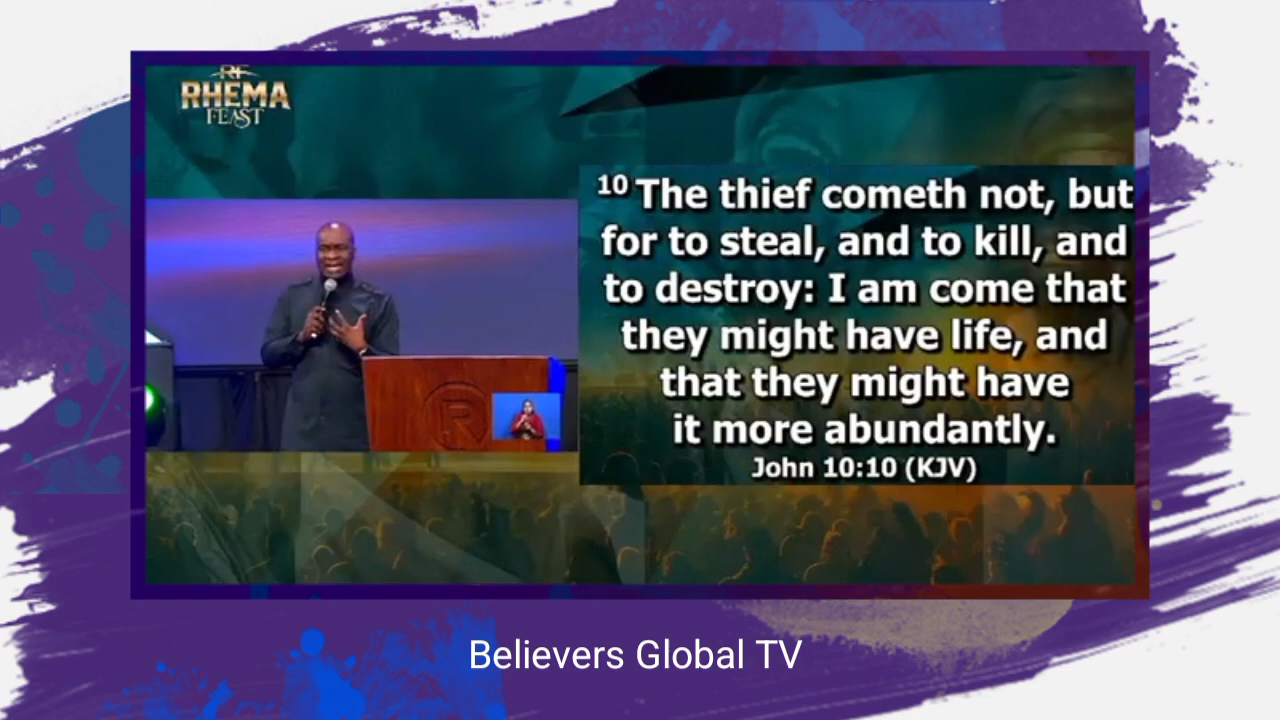 RF
RHEMA
FEAST
10 The thief cometh not, but
for to steal, and to kill, and
to destroy: I am come that
they might have life, and
that they might have
it more abundantly.
John 10:10 (KJV)
R
Believers Global TV